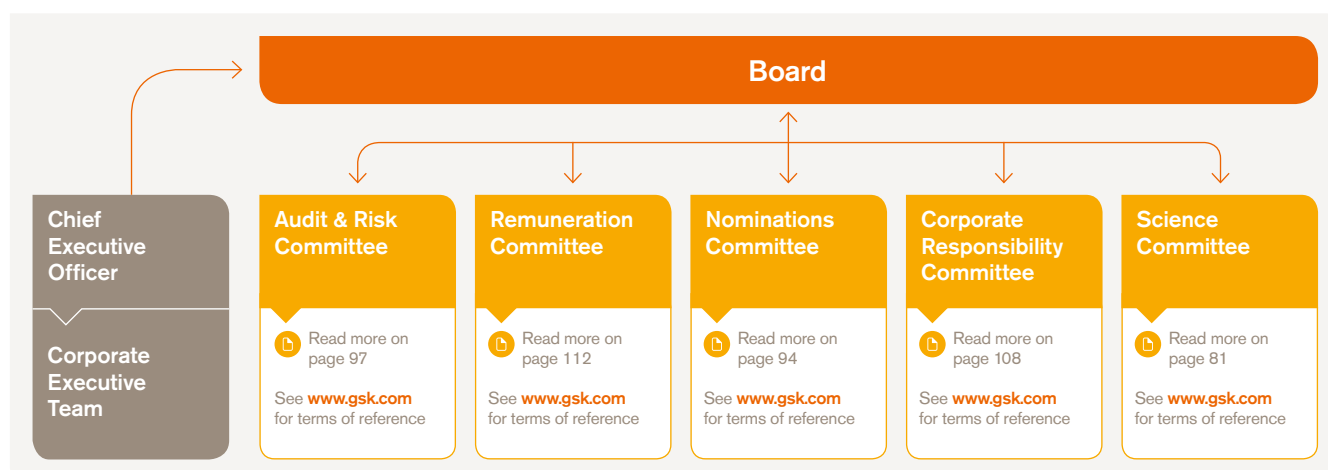 Board
Chief
Executive
Officer
Corporate
Executive
Team
Audit & Risk
Committee
Read more on
page 97
See www.gsk.com
for terms of reference
Remuneration
Committee
Read more on
page 112
See www.gsk.com
for terms of reference
Nominations
Committee
Read more on
page 94
See www.gsk.com
for terms of reference
Corporate
Responsibility
Committee
Read more on
page 108
See www.gsk.com
for terms of reference
Science
Committee
Read more on
page 81
See www.gsk.com
for terms of reference